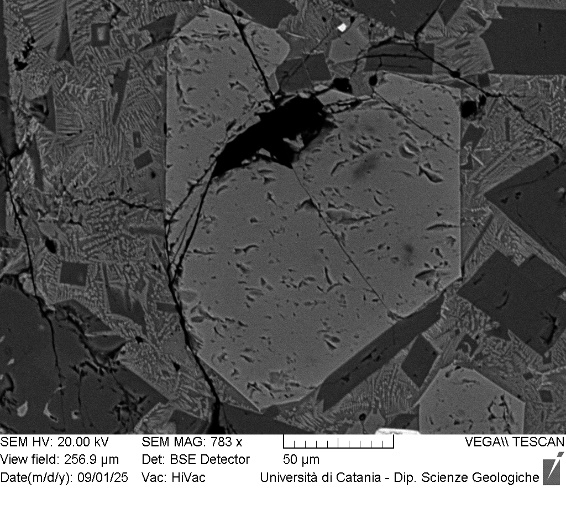 SEM HV: 20.00 kV SEM MAG: 783 x VEGA\\ TESCAN
View field: 256.9 µm Det: BSE Detector 50 µm
Date(m/d/y): 09/01/25 Vac: HiVac Università di Catania - Dip. Scienze Geologiche